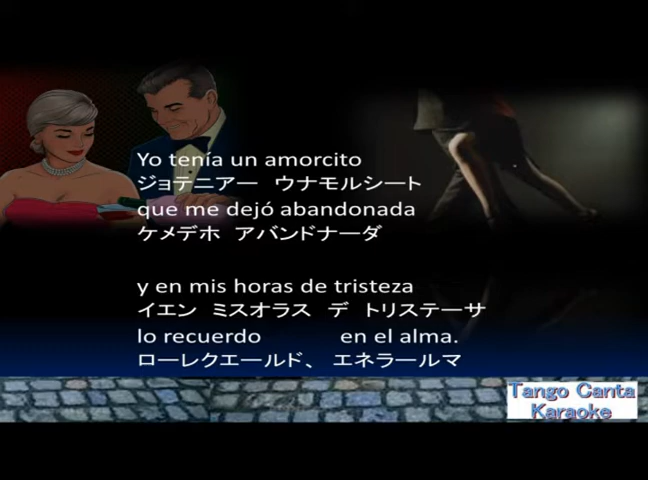 Yo tenía un amorcito
ジョテニアー　ウナモルシート
que me dejó abandonada
ケメデホ　アバンドナーダ
y en mis horas de tristeza
イエン　ミスオラス　デ　トリステーサ
lo recuerdo en el alma.
ローレクエールド、エネラールマ
Tango Canta
Karaoke